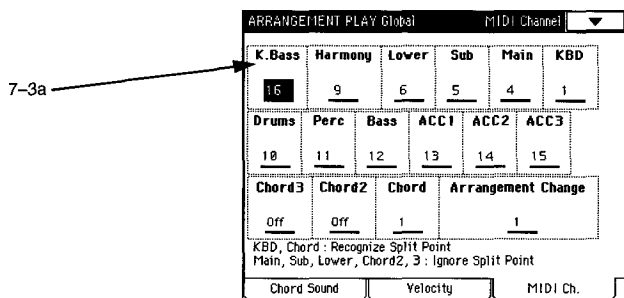 ARRANGEMENT PLAY Global MIDI Channel
K.Bass Harmony Lower Sub Main KBD
7–3a
16 9 6 5 4 1
Drums Perc Bass ACC1 ACC2 ACC3
10 11 12 13 14 15
Chord3 Chord2 Chord Arrangement Change
Off Off 1 1
KBD, Chord : Recognize Split Point
Main, Sub, Lower, Chord2, 3 : Ignore Split Point
Chord Sound Velocity MIDI Ch.